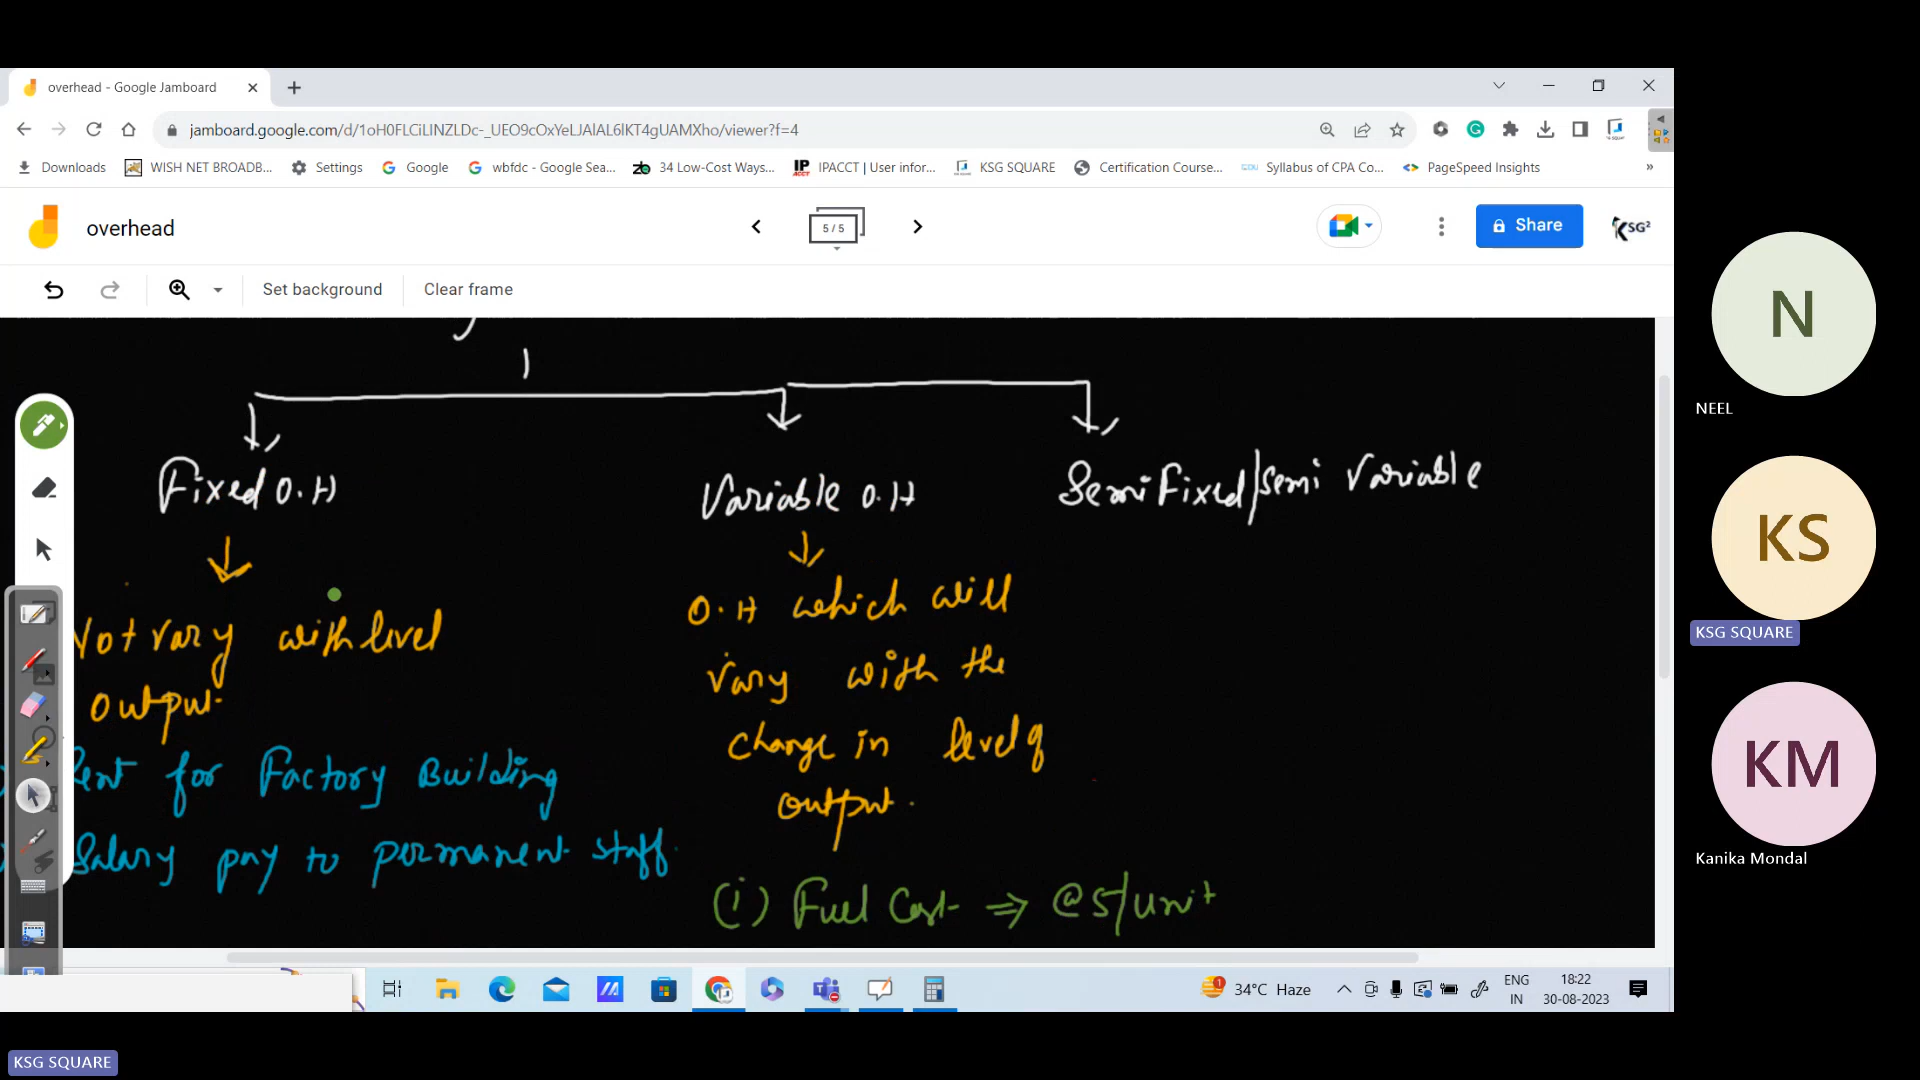 overhead - Google Jamboard
jamboard.google.com/d/1oH0FLCiLINZLDc-_UEO9cOxYeLJAlAL6lKT4gUAMXho/viewer?f=4
Downloads WISH NET BROADB... Settings Google wbfdc - Google Sea... 34 Low-Cost Ways... IPACCT | User infor... KSG SQUARE Certification Course... Syllabus of CPA Co... PageSpeed Insights »
overhead
5 / 5
Share
KSG²
Set background Clear frame
Fixed O.H
Variable O.H
Semi Fixed/Semi Variable
Not vary with level
output.
Rent for Factory Building
Salary pay to permanent staff.
O.H which will
vary with the
change in level of
output.
(i) Fuel Cost ⇒ @5/unit
N
NEEL
KS
KSG SQUARE
KM
Kanika Mondal
34°C Haze
ENG
IN
18:22
30-08-2023
KSG SQUARE